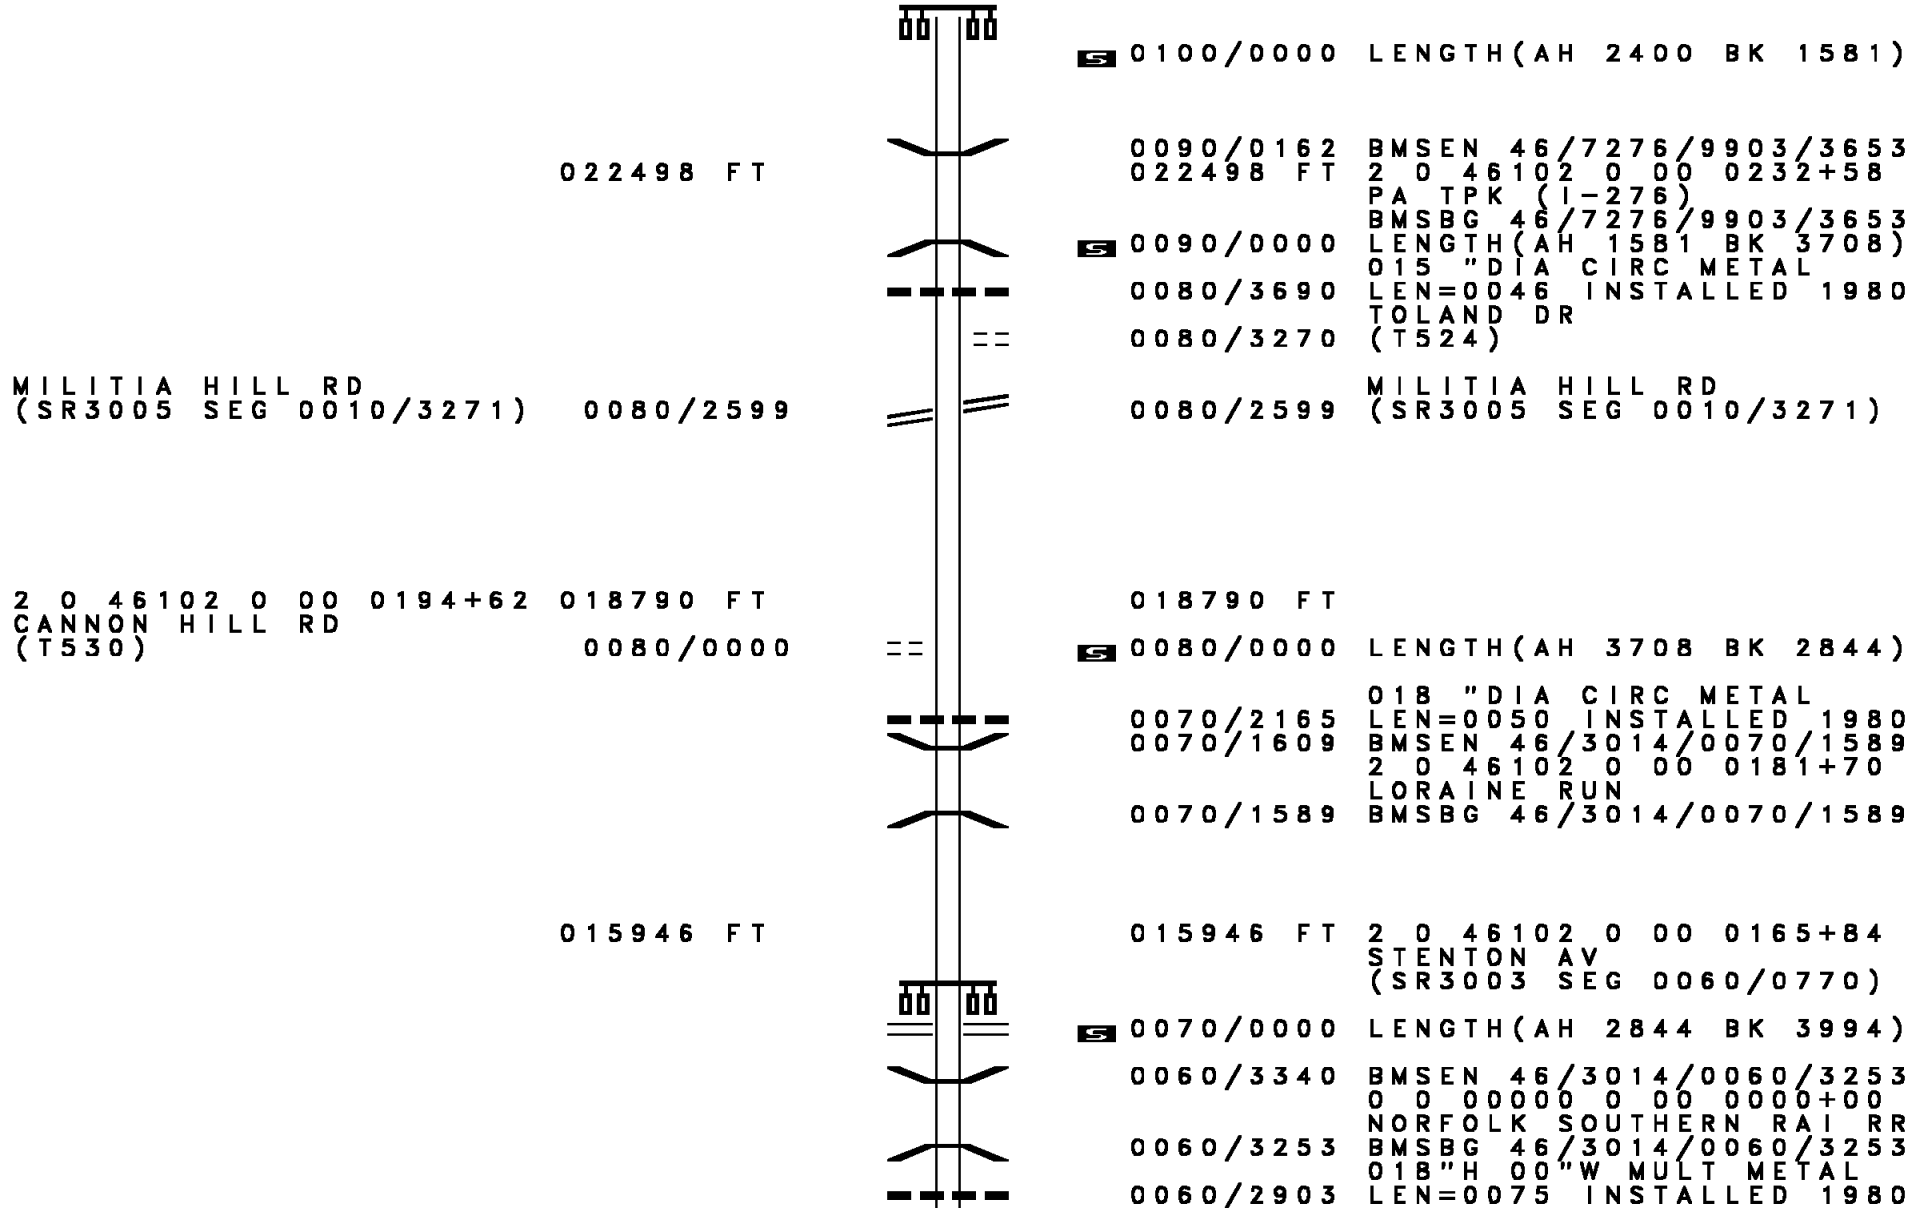 S 0100/0000 LENGTH(AH 2400 BK 1581)
0090/0162 BMSEN 46/7276/9903/3653
022498 FT 022498 FT 2 0 46102 0 00 0232+58
PA TPK (I-276)
BMSBG 46/7276/9903/3653
S 0090/0000 LENGTH(AH 1581 BK 3708)
015 "DIA CIRC METAL
0080/3690 LEN=0046 INSTALLED 1980
TOLAND DR
0080/3270 (T524)
MILITIA HILL RD MILITIA HILL RD
(SR3005 SEG 0010/3271) 0080/2599 0080/2599 (SR3005 SEG 0010/3271)
2 0 46102 0 00 0194+62 018790 FT 018790 FT
CANNON HILL RD
(T530) 0080/0000 S 0080/0000 LENGTH(AH 3708 BK 2844)
018 "DIA CIRC METAL
0070/2165 LEN=0050 INSTALLED 1980
0070/1609 BMSEN 46/3014/0070/1589
2 0 46102 0 00 0181+70
LORAINE RUN
0070/1589 BMSBG 46/3014/0070/1589
015946 FT 015946 FT 2 0 46102 0 00 0165+84
STENTON AV
(SR3003 SEG 0060/0770)
S 0070/0000 LENGTH(AH 2844 BK 3994)
0060/3340 BMSEN 46/3014/0060/3253
0 0 00000 0 00 0000+00
NORFOLK SOUTHERN RAI RR
0060/3253 BMSBG 46/3014/0060/3253
018"H 00"W MULT METAL
0060/2903 LEN=0075 INSTALLED 1980